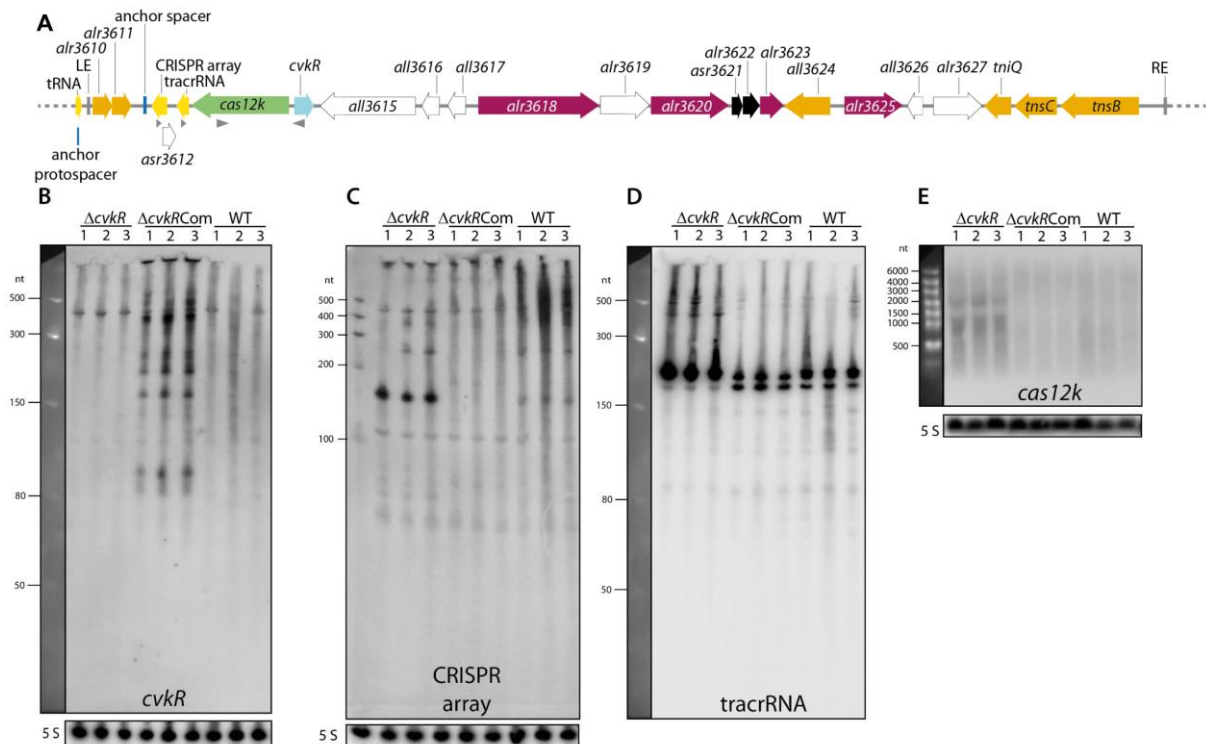 A
anchor spacer
alr3611
alr3610
LE
tRNA
CRISPR array
tracrRNA
cas12k
cvkR
all3615
all3616
all3617
alr3618
alr3619
alr3620
asr3621
alr3622
alr3623
all3624
alr3625
all3626
alr3627
tniQ
tnsC
tnsB
RE
asr3612
anchor
protospacer
B
ΔcvkR ΔcvkRCom WT
1 2 3 1 2 3 1 2 3
nt
500
300
150
80
50
cvkR
5 S
C
ΔcvkR ΔcvkRCom WT
1 2 3 1 2 3 1 2 3
nt
500
400
300
200
100
CRISPR
array
5 S
D
ΔcvkR ΔcvkRCom WT
1 2 3 1 2 3 1 2 3
nt
500
300
150
80
50
tracrRNA
E
ΔcvkR ΔcvkRCom WT
1 2 3 1 2 3 1 2 3
nt
6000
4000
3000
2000
1500
1000
500
cas12k
5 S